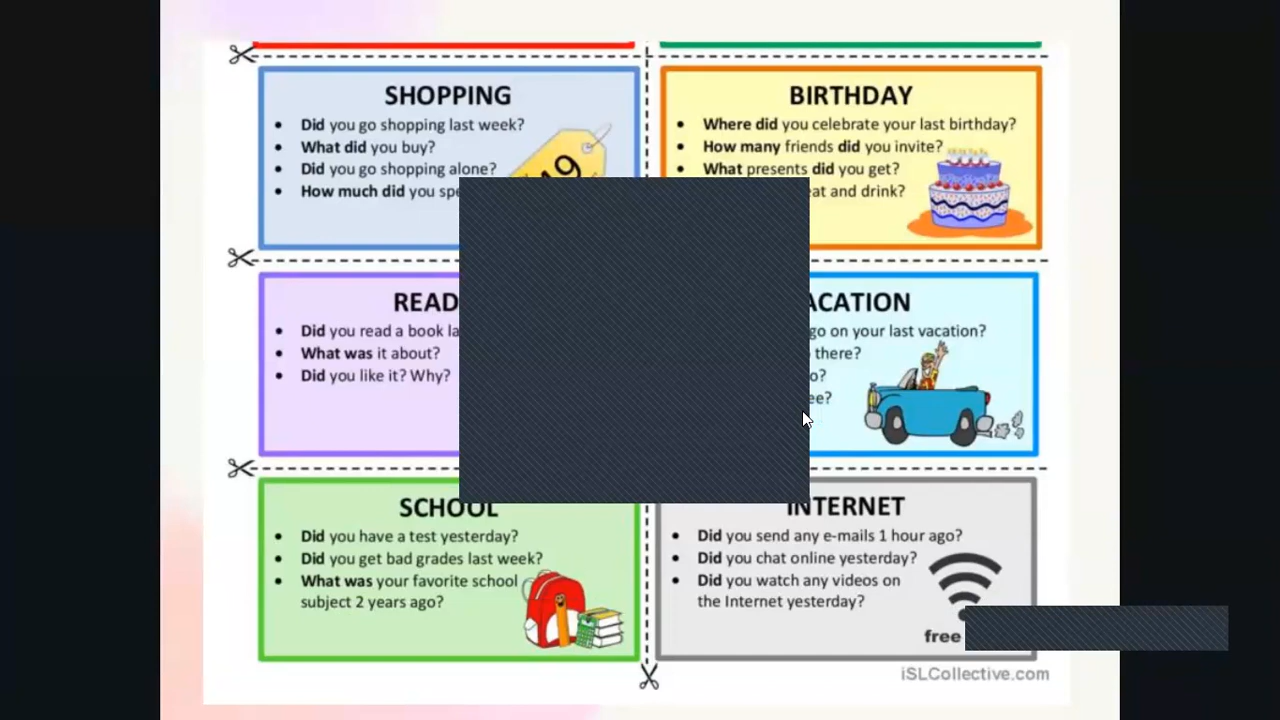 SHOPPING
Did you go shopping last week?
What did you buy?
Did you go shopping alone?
How much did you
19
BIRTHDAY
Where did you celebrate your last birthday?
How many friends did you invite?
What presents did you get?
eat and drink?
READ
Did you read a book
What was it about?
Did you like it? Why?
ACATION
go on your last vacation?
there?
SCHOOL
Did you have a test yesterday?
Did you get bad grades last week?
What was your favorite school
subject 2 years ago?
INTERNET
Did you send any e-mails 1 hour ago?
Did you chat online yesterday?
Did you watch any videos on
the Internet yesterday?
free
iSLCollective.com